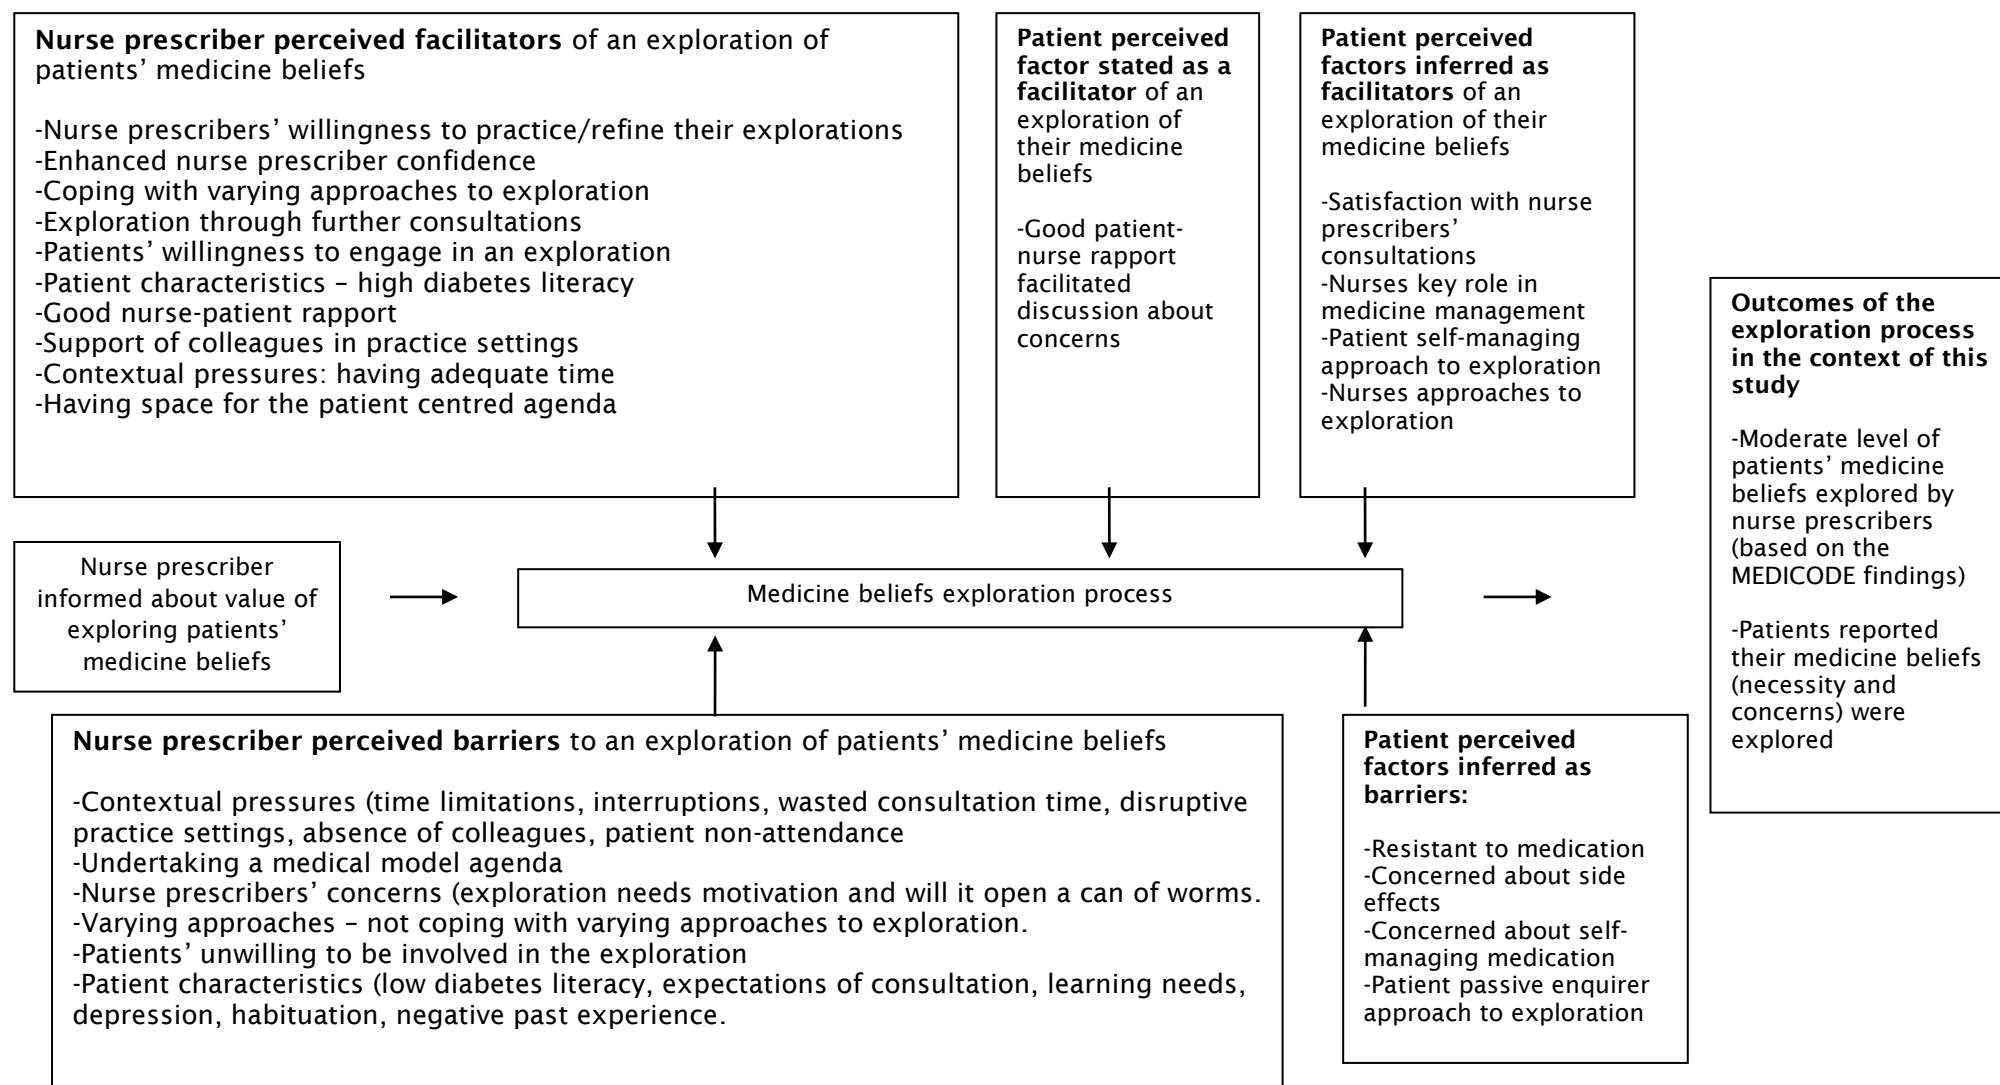 Nurse prescriber perceived facilitators of an exploration of
patients’ medicine beliefs
-Nurse prescribers’ willingness to practice/refine their explorations
-Enhanced nurse prescriber confidence
-Coping with varying approaches to exploration
-Exploration through further consultations
-Patients’ willingness to engage in an exploration
-Patient characteristics – high diabetes literacy
-Good nurse-patient rapport
-Support of colleagues in practice settings
-Contextual pressures: having adequate time
-Having space for the patient centred agenda
Patient perceived
factor stated as a
facilitator of an
exploration of
their medicine
beliefs
-Good patient-
nurse rapport
facilitated
discussion about
concerns
Patient perceived
factors inferred as
facilitators of an
exploration of their
medicine beliefs
-Satisfaction with nurse
prescribers’
consultations
-Nurses key role in
medicine management
-Patient self-managing
approach to exploration
-Nurses approaches to
exploration
Nurse prescriber
informed about value of
exploring patients’
medicine beliefs
Medicine beliefs exploration process
Outcomes of the
exploration process
in the context of this
study
-Moderate level of
patients’ medicine
beliefs explored by
nurse prescribers
(based on the
MEDICODE findings)
-Patients reported
their medicine beliefs
(necessity and
concerns) were
explored
Nurse prescriber perceived barriers to an exploration of patients’ medicine beliefs
-Contextual pressures (time limitations, interruptions, wasted consultation time, disruptive
practice settings, absence of colleagues, patient non-attendance
-Undertaking a medical model agenda
-Nurse prescribers’ concerns (exploration needs motivation and will it open a can of worms.
-Varying approaches – not coping with varying approaches to exploration.
-Patients’ unwilling to be involved in the exploration
-Patient characteristics (low diabetes literacy, expectations of consultation, learning needs,
depression, habituation, negative past experience.
Patient perceived
factors inferred as
barriers:
-Resistant to medication
-Concerned about side
effects
-Concerned about self-
managing medication
-Patient passive enquirer
approach to exploration